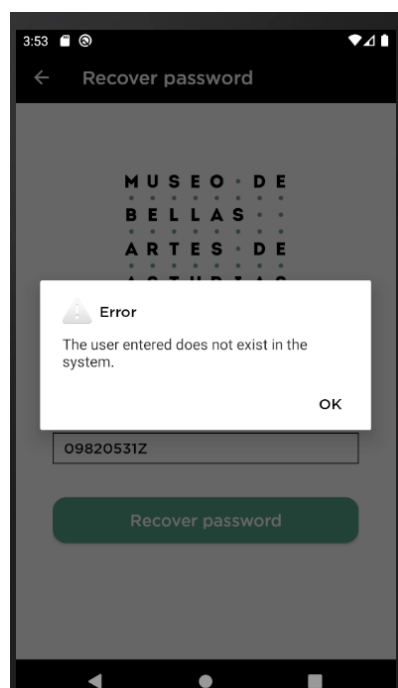 3:53
Recover password
MUSEO·DE
BELLAS··
ARTES·DE
ASTURIAS
Error
The user entered does not exist in the
system.
OK
09820531Z
Recover password